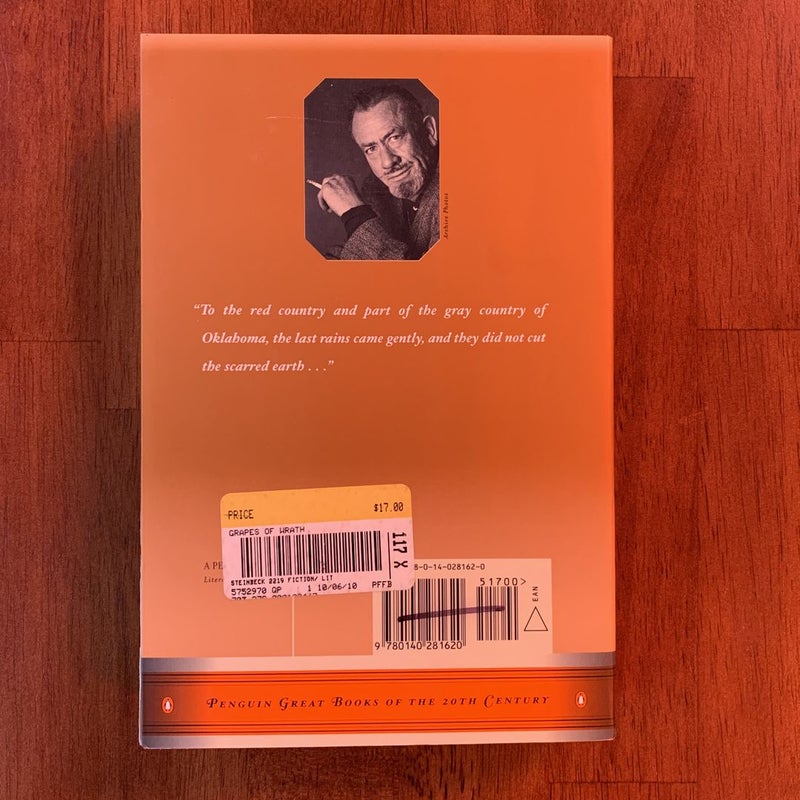 Archive Photos
“To the red country and part of the gray country of
Oklahoma, the last rains came gently, and they did not cut
the scarred earth . . .”
PRICE $17.00
GRAPES OF WRATH
117 X
STEINBECK 2219 FICTION/ LIT
5752970 QP 1 10/06/10 PFFB
A PE
Litera
8-0-14-028162-0
51700>
EAN
9 780140 281620
PENGUIN GREAT BOOKS OF THE 20TH CENTURY